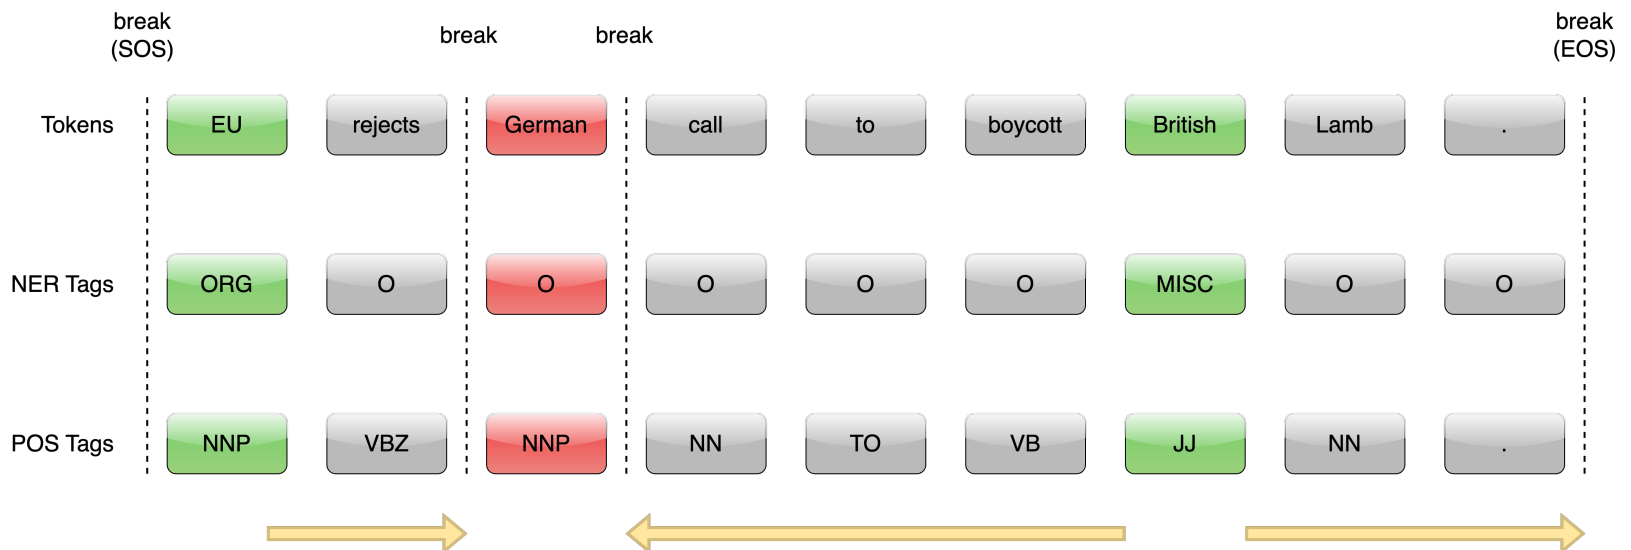 break
(SOS)
break
break
break
(EOS)
Tokens EU rejects German call to boycott British Lamb .
NER Tags ORG O O O O O MISC O O
POS Tags NNP VBZ NNP NN TO VB JJ NN .